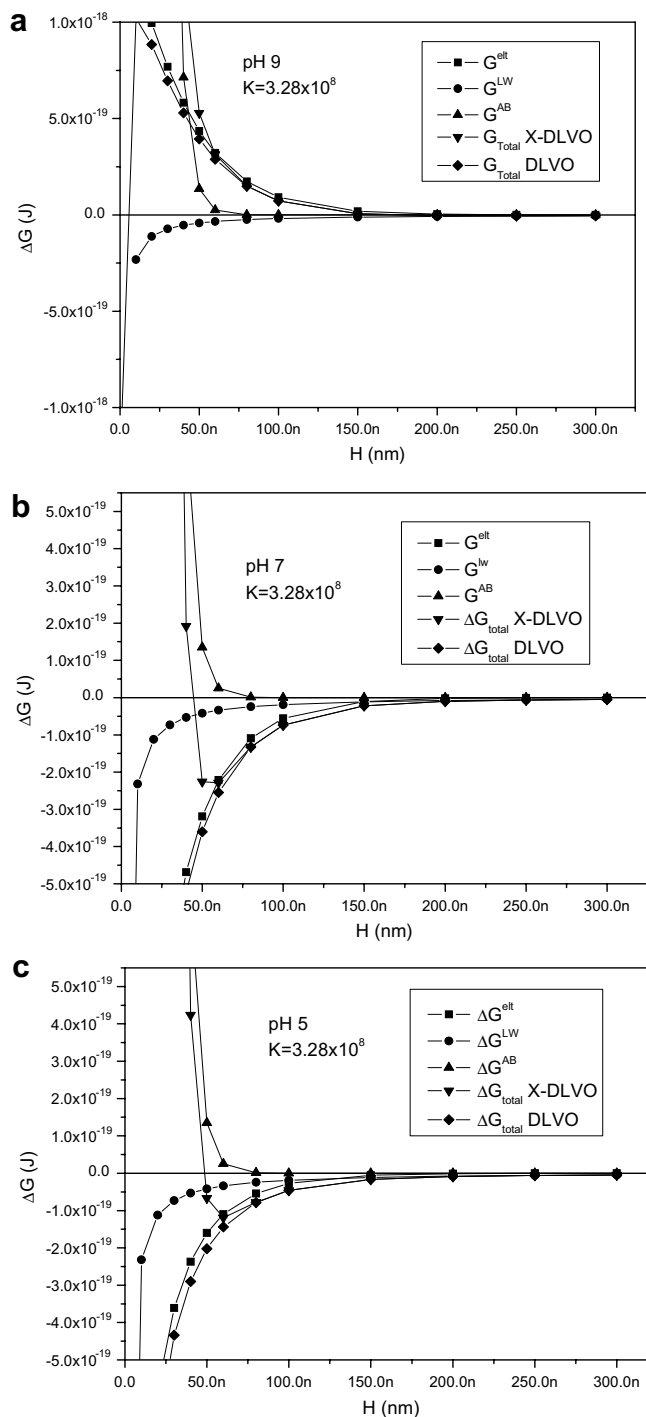 a
1.0x10⁻¹⁸
5.0x10⁻¹⁹
0.0
-5.0x10⁻¹⁹
-1.0x10⁻¹⁸
ΔG (J)
pH 9
K=3.28x10⁸
G^elt
G^LW
G^AB
G_Total X-DLVO
G_Total DLVO
0.0 50.0n 100.0n 150.0n 200.0n 250.0n 300.0n
H (nm)
b
5.0x10⁻¹⁹
4.0x10⁻¹⁹
3.0x10⁻¹⁹
2.0x10⁻¹⁹
1.0x10⁻¹⁹
0.0
-1.0x10⁻¹⁹
-2.0x10⁻¹⁹
-3.0x10⁻¹⁹
-4.0x10⁻¹⁹
-5.0x10⁻¹⁹
ΔG (J)
pH 7
K=3.28x10⁸
G^elt
G^lw
G^AB
ΔG_total X-DLVO
ΔG_total DLVO
0.0 50.0n 100.0n 150.0n 200.0n 250.0n 300.0n
H (nm)
c
5.0x10⁻¹⁹
4.0x10⁻¹⁹
3.0x10⁻¹⁹
2.0x10⁻¹⁹
1.0x10⁻¹⁹
0.0
-1.0x10⁻¹⁹
-2.0x10⁻¹⁹
-3.0x10⁻¹⁹
-4.0x10⁻¹⁹
-5.0x10⁻¹⁹
ΔG (J)
pH 5
K=3.28x10⁸
ΔG^elt
ΔG^LW
ΔG^AB
ΔG_total X-DLVO
ΔG_total DLVO
0.0 50.0n 100.0n 150.0n 200.0n 250.0n 300.0n
H (nm)